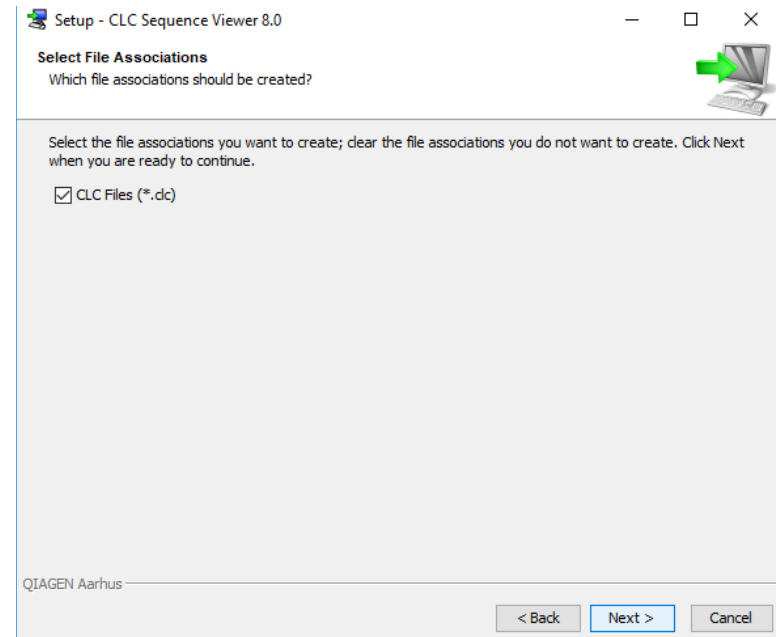 Setup - CLC Sequence Viewer 8.0
Select File Associations
Which file associations should be created?
Select the file associations you want to create; clear the file associations you do not want to create. Click Next
when you are ready to continue.
CLC Files (*.clc)
QIAGEN Aarhus
< Back Next > Cancel